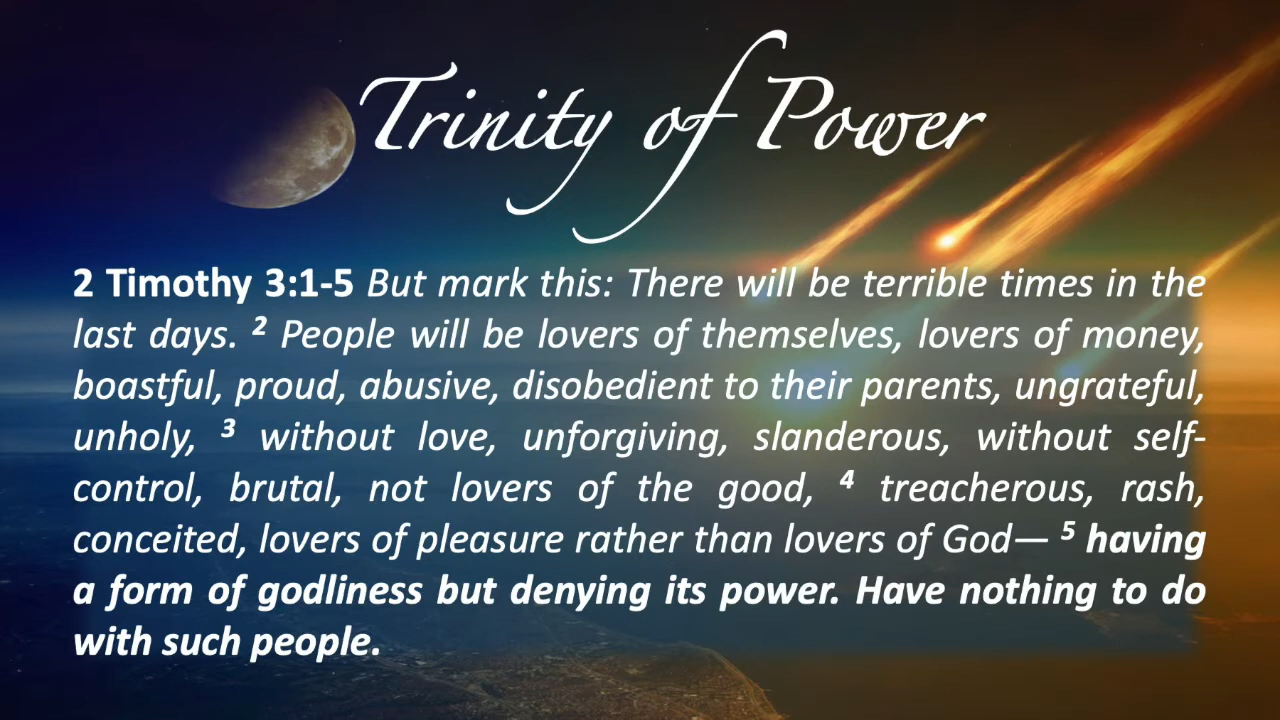 Trinity of Power
2 Timothy 3:1-5 But mark this: There will be terrible times in the
last days. ² People will be lovers of themselves, lovers of money,
boastful, proud, abusive, disobedient to their parents, ungrateful,
unholy, ³ without love, unforgiving, slanderous, without self-
control, brutal, not lovers of the good, ⁴ treacherous, rash,
conceited, lovers of pleasure rather than lovers of God— ⁵ having
a form of godliness but denying its power. Have nothing to do
with such people.